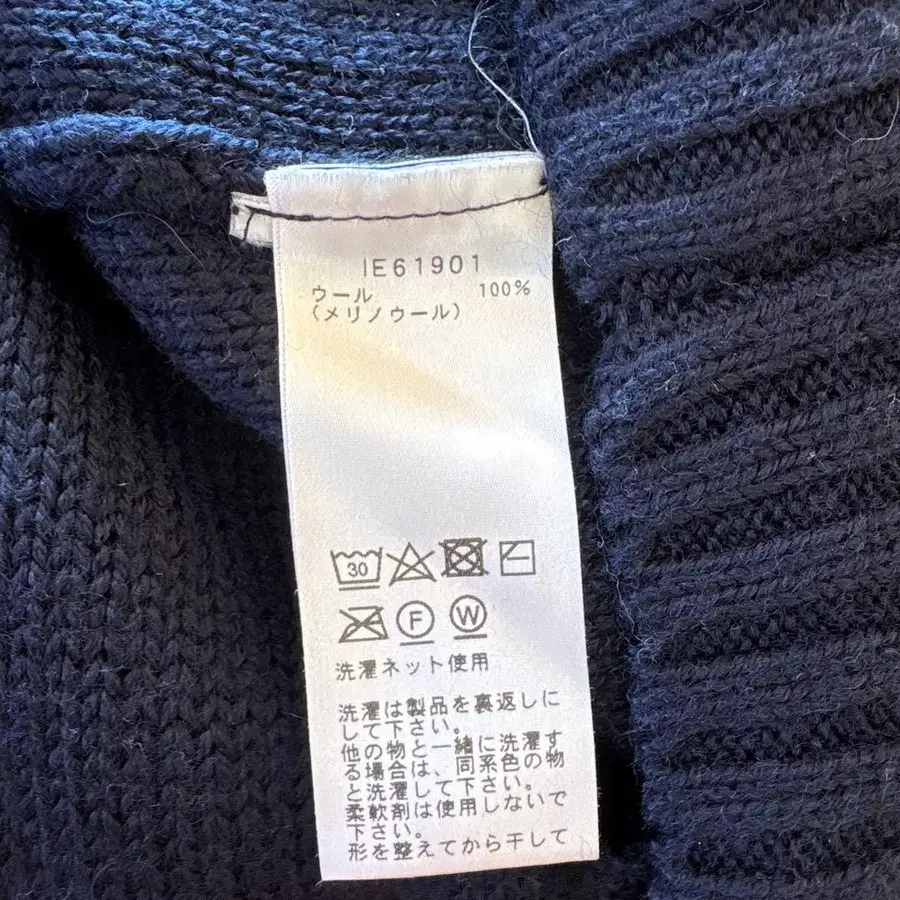 IE61901
ウール 100%
(メリノウール)
30
F W
洗濯ネット使用
洗濯は製品を裏返しに
して下さい。
他の物と一緒に洗濯す
る場合は、同系色の物
と洗濯して下さい。
柔軟剤は使用しないで
下さい。
形を整えてから干して